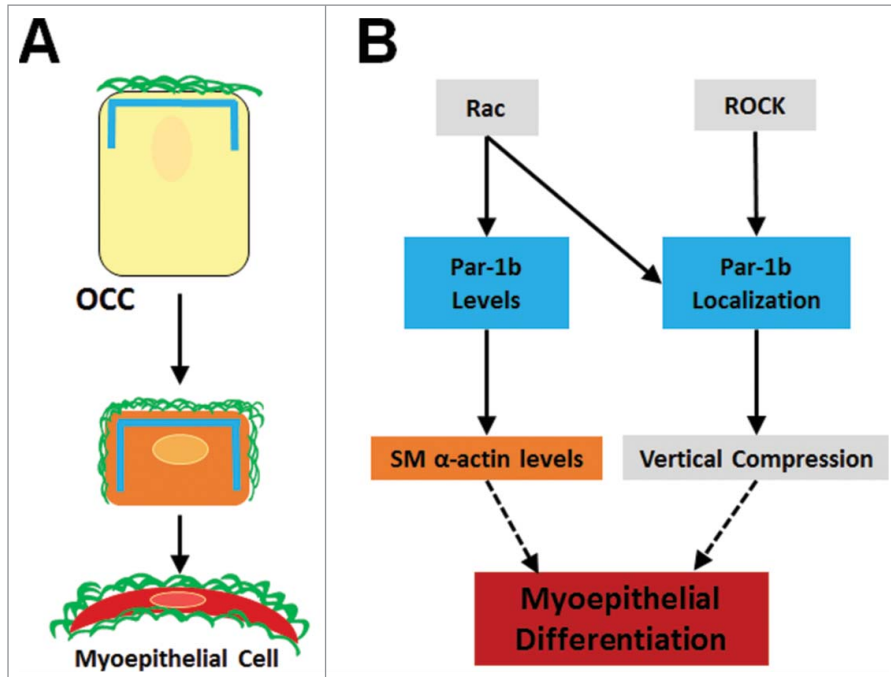 A
OCC
Myoepithelial Cell
B
Rac
ROCK
Par-1b
Levels
Par-1b
Localization
SM α-actin levels
Vertical Compression
Myoepithelial
Differentiation